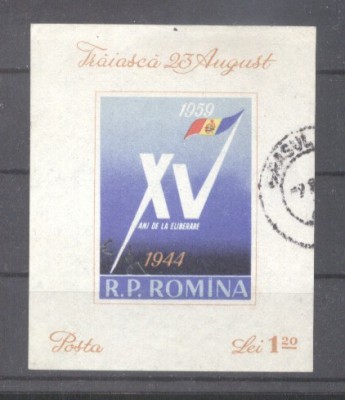 Trăiască 23 August
1959
XV
ANI DE LA ELIBERARE
1944
R.P. ROMINA
Posta
Lei 1.20